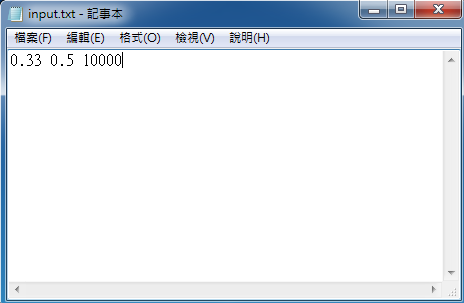 input.txt - 記事本
檔案(F) 編輯(E) 格式(O) 檢視(V) 說明(H)
0.33 0.5 10000